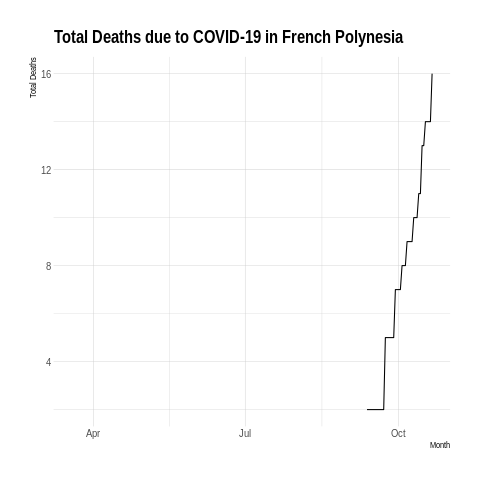 Total Deaths due to COVID-19 in French Polynesia
Total Deaths
16
12
8
4
Apr Jul Oct
Month